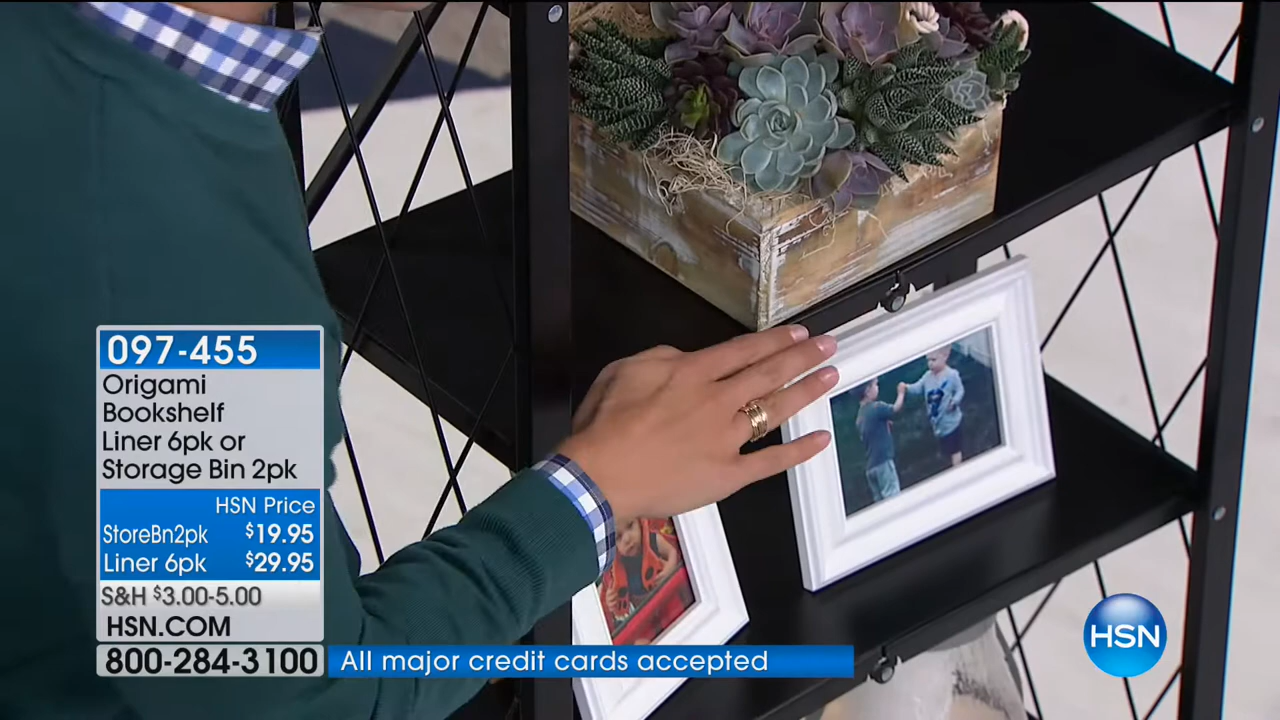 097-455
Origami
Bookshelf
Liner 6pk or
Storage Bin 2pk
HSN Price
StoreBn2pk $19.95
Liner 6pk $29.95
S&H $3.00-5.00
HSN.COM
800-284-3100 All major credit cards accepted
HSN